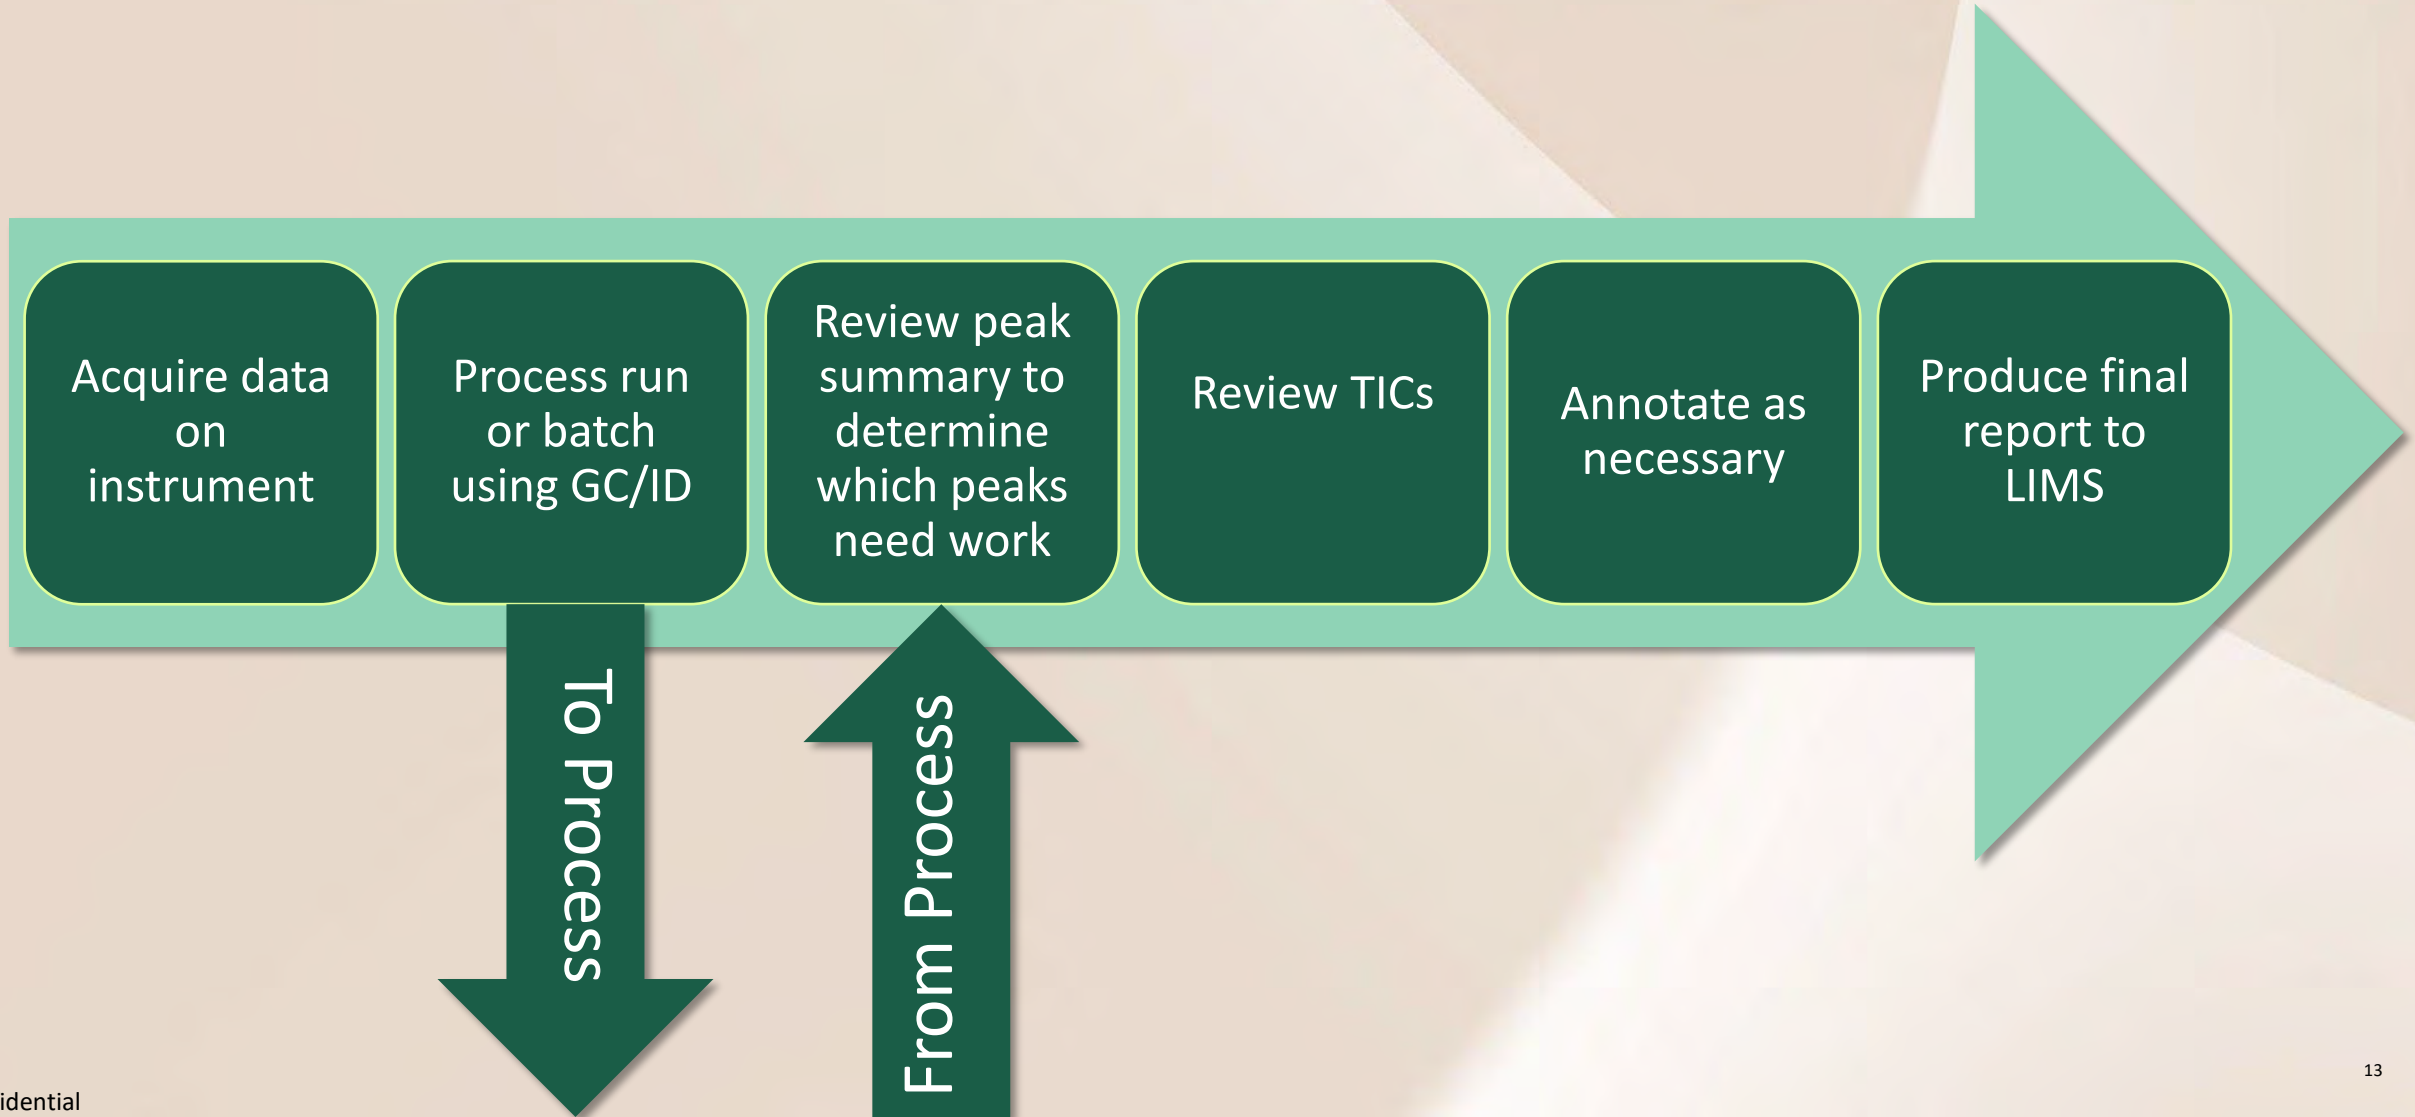 Acquire data
on
instrument
Process run
or batch
using GC/ID
Review peak
summary to
determine
which peaks
need work
Review TICs
Annotate as
necessary
Produce final
report to
LIMS
To Process
From Process
13
idential